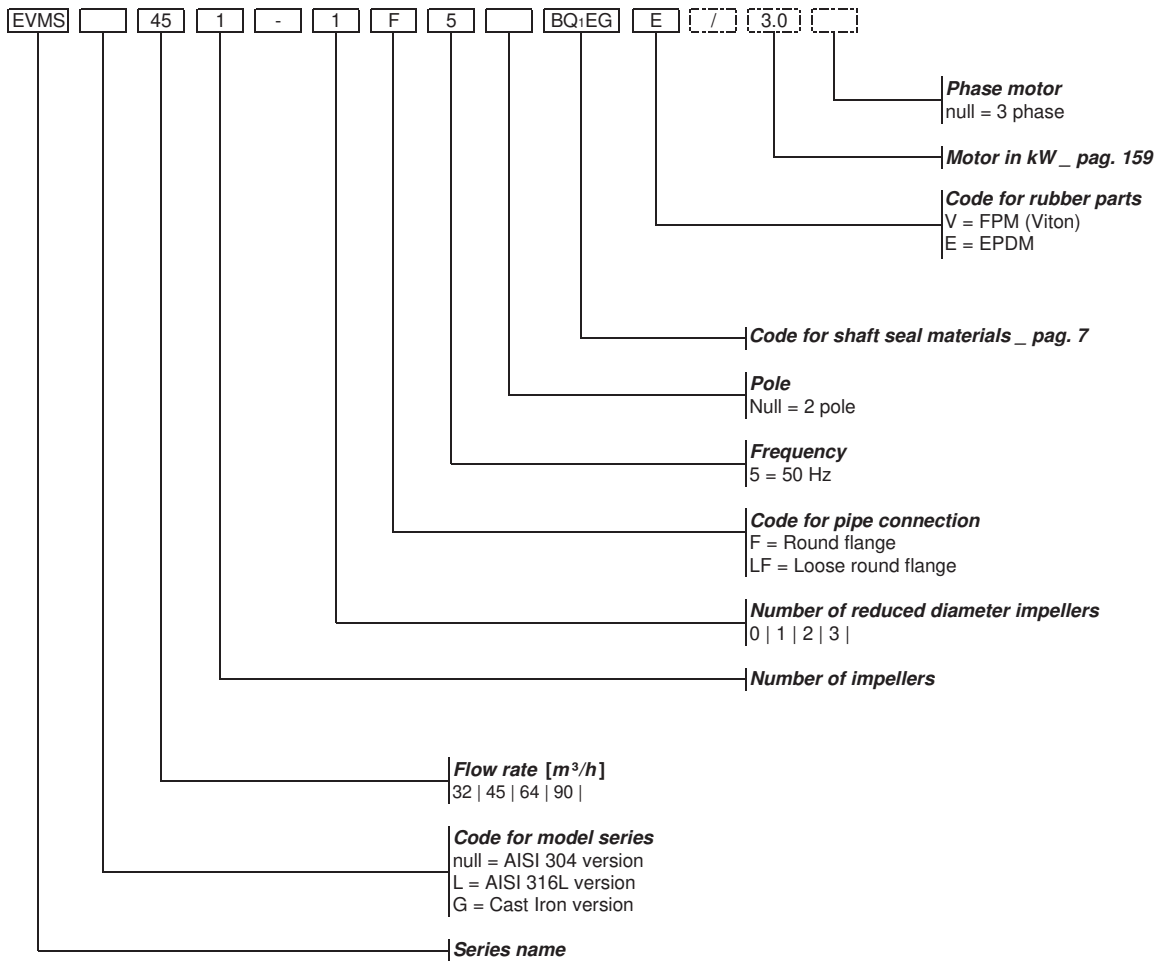 EVMS 45 1 - 1 F 5 BQ1EG E / 3.0
Phase motor
null = 3 phase
Motor in kW _ pag. 159
Code for rubber parts
V = FPM (Viton)
E = EPDM
Code for shaft seal materials _ pag. 7
Pole
Null = 2 pole
Frequency
5 = 50 Hz
Code for pipe connection
F = Round flange
LF = Loose round flange
Number of reduced diameter impellers
0 | 1 | 2 | 3 |
Number of impellers
Flow rate [m³/h]
32 | 45 | 64 | 90 |
Code for model series
null = AISI 304 version
L = AISI 316L version
G = Cast Iron version
Series name